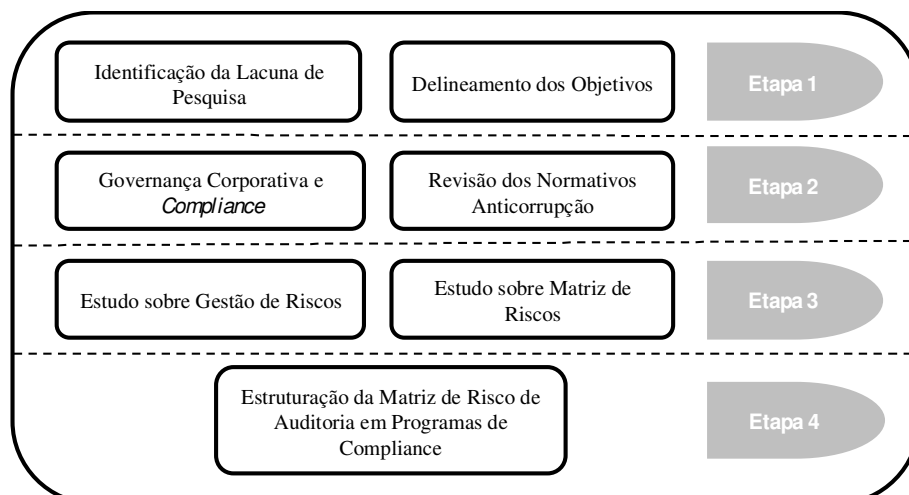 Identificação da Lacuna de
Pesquisa
Delineamento dos Objetivos
Etapa 1
Governança Corporativa e
Compliance
Revisão dos Normativos
Anticorrupção
Etapa 2
Estudo sobre Gestão de Riscos
Estudo sobre Matriz de
Riscos
Etapa 3
Estruturação da Matriz de Risco de
Auditoria em Programas de
Compliance
Etapa 4